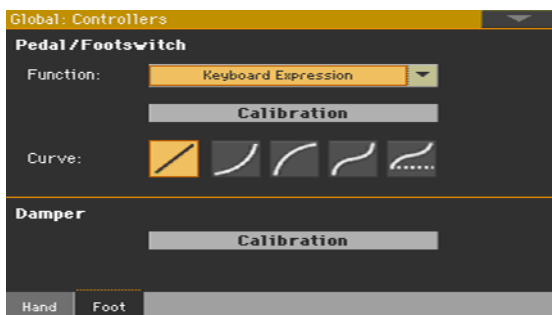 Global: Controllers
Pedal/Footswitch
Function: Keyboard Expression
Calibration
Curve:
Damper
Calibration
Hand Foot